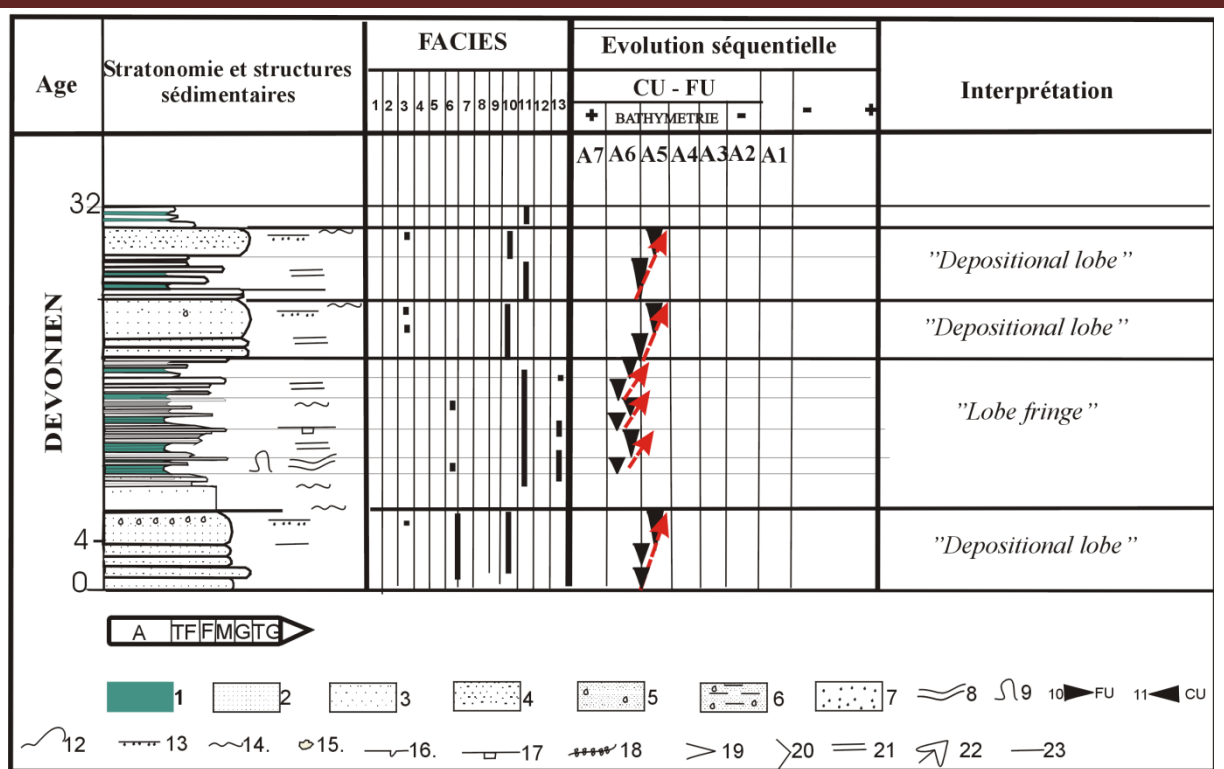 Age
Stratonomie et structures
sédimentaires
FACIES
1 2 3 4 5 6 7 8 9 10 11 12 13
Evolution séquentielle
CU - FU
+ BATHYMETRIE - - +
A7 A6 A5 A4 A3 A2 A1
Interprétation
DEVONIEN
32
4
0
"Depositional lobe"
"Depositional lobe"
"Lobe fringe"
"Depositional lobe"
A TF F M G TG
1 2 3 4 5 6 7 8 9 10 FU 11 CU
12 13 14. 15. 16. 17 18 19 20 21 22 23